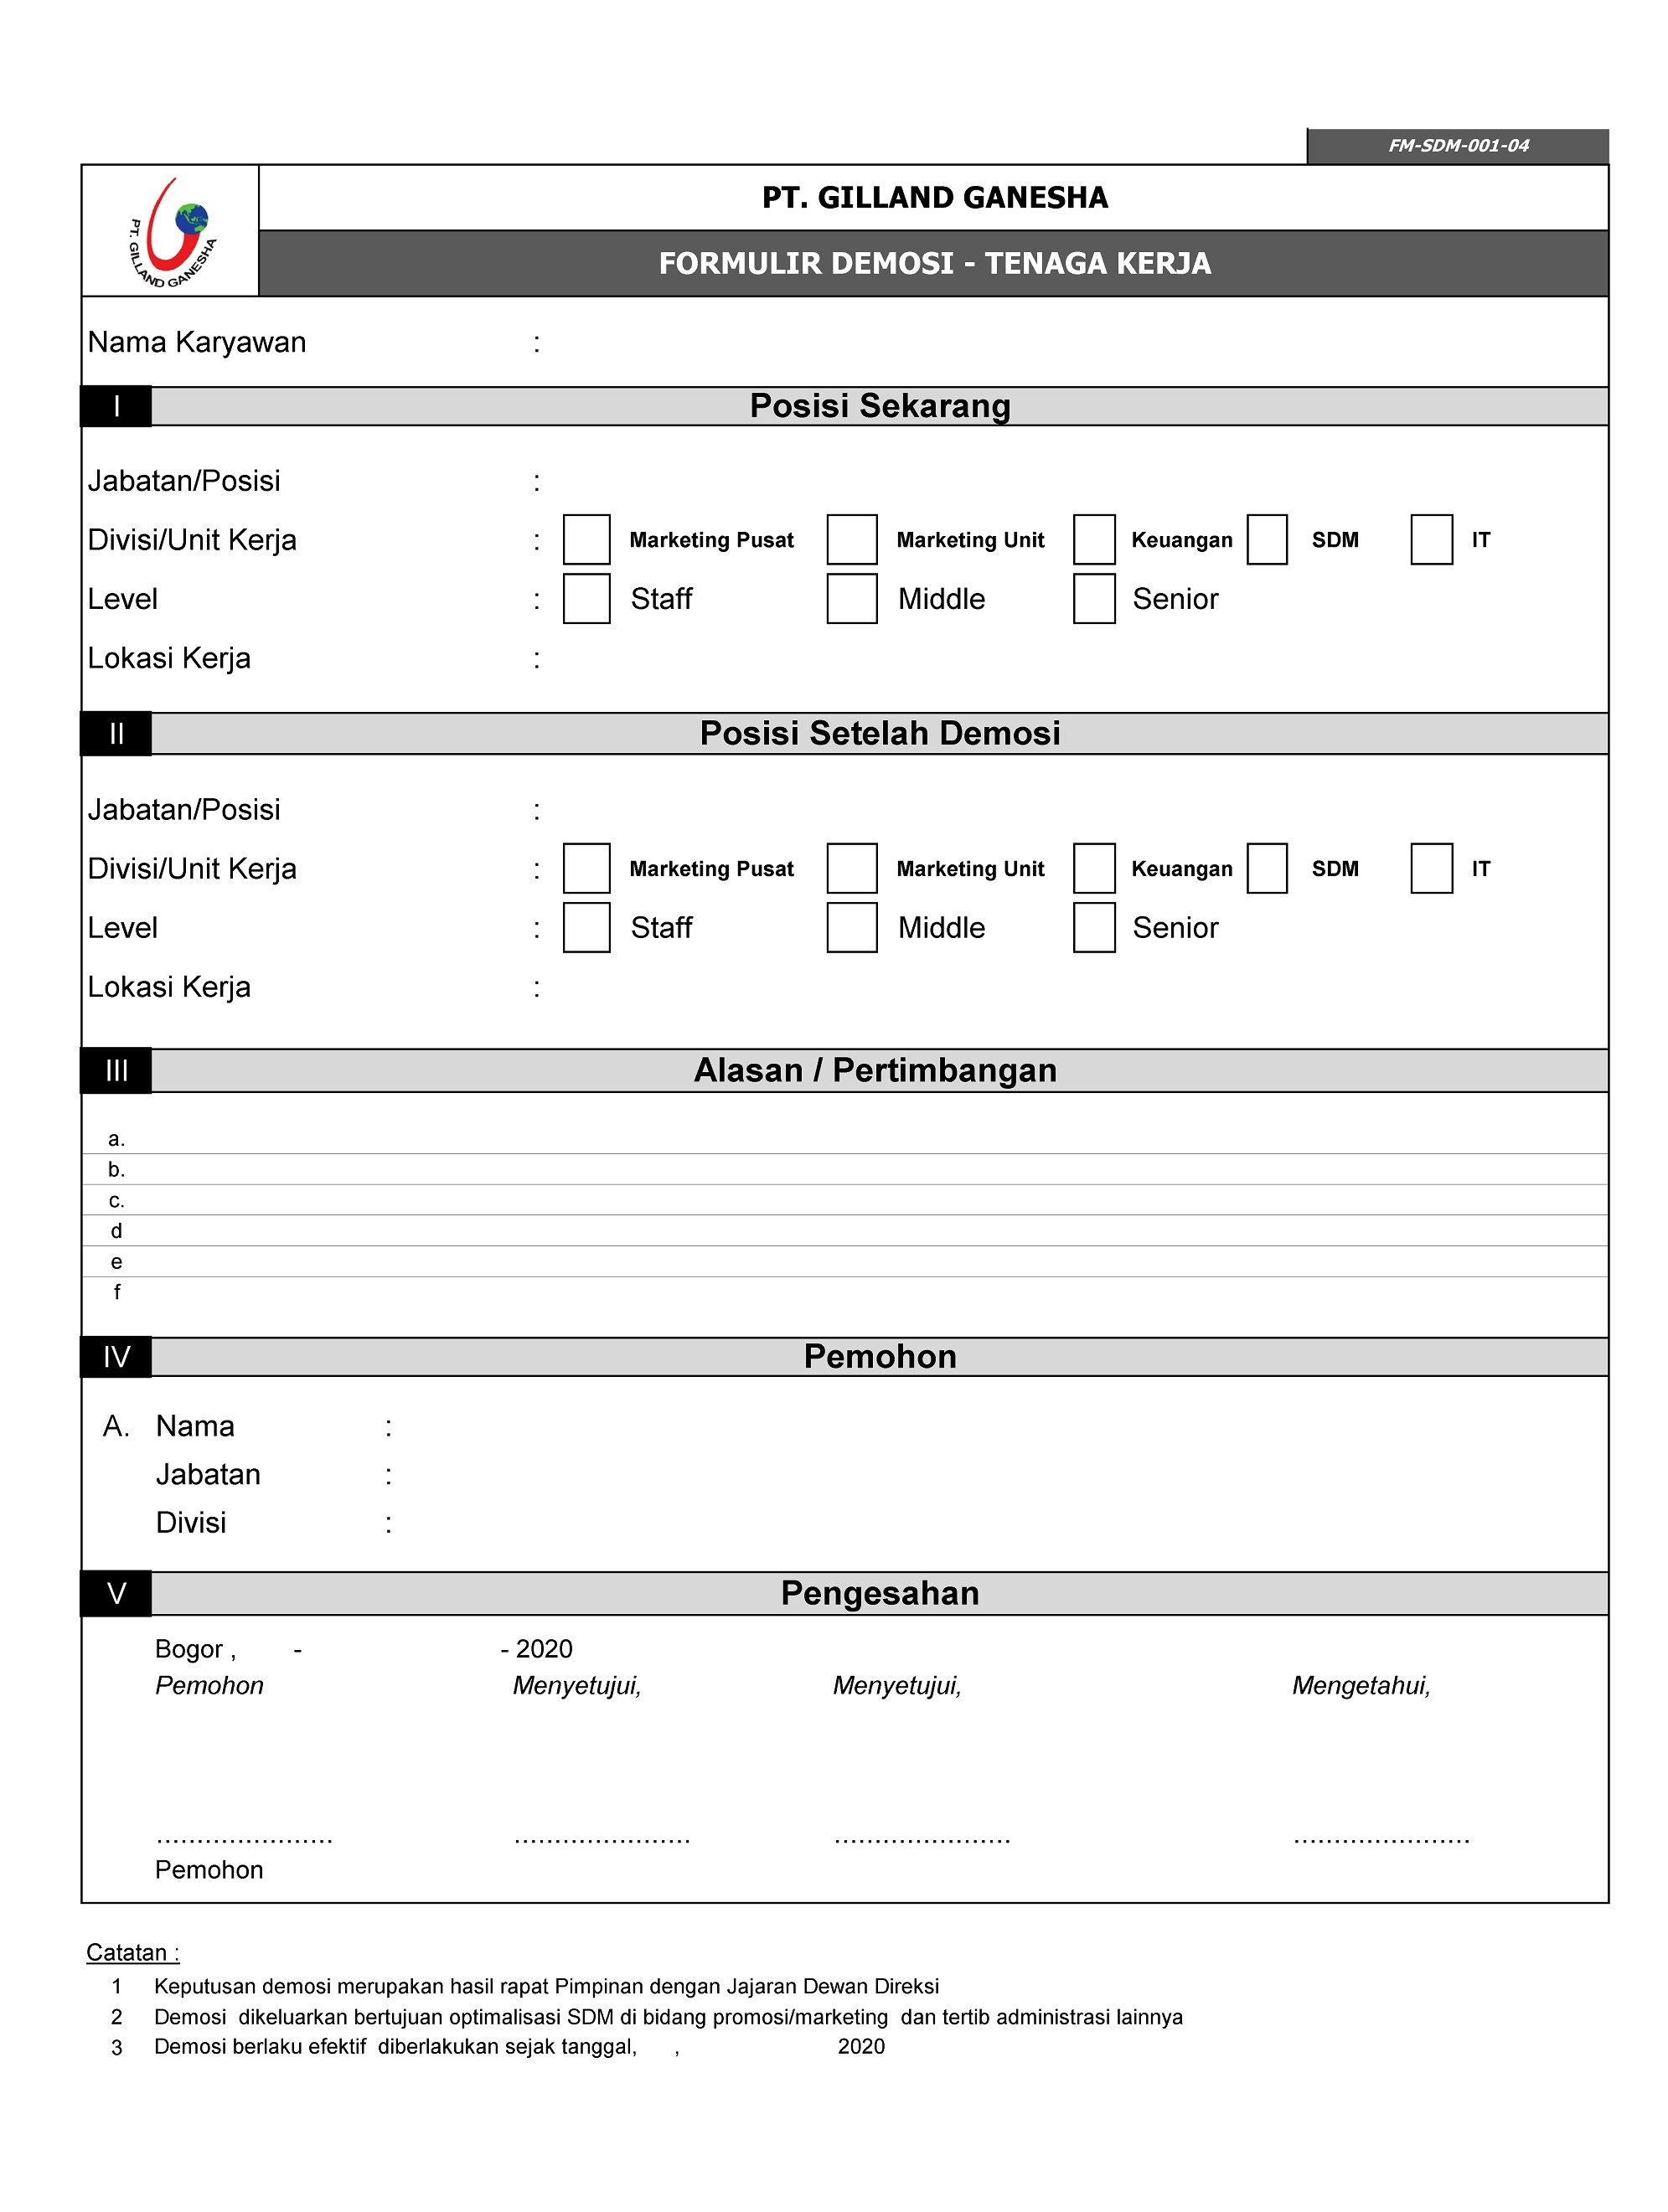 FM-SDM-001-04
PT. GILLAND GANESHA
PT. GILLAND GANESHA
FORMULIR DEMOSI - TENAGA KERJA
Nama Karyawan :
I Posisi Sekarang
Jabatan/Posisi :
Divisi/Unit Kerja : Marketing Pusat Marketing Unit Keuangan SDM IT
Level : Staff Middle Senior
Lokasi Kerja :
II Posisi Setelah Demosi
Jabatan/Posisi :
Divisi/Unit Kerja : Marketing Pusat Marketing Unit Keuangan SDM IT
Level : Staff Middle Senior
Lokasi Kerja :
III Alasan / Pertimbangan
a.
b.
c.
d
e
f
IV Pemohon
A. Nama :
Jabatan :
Divisi :
V Pengesahan
Bogor , - - 2020
Pemohon Menyetujui, Menyetujui, Mengetahui,
...................... ...................... ...................... ......................
Pemohon
Catatan :
1 Keputusan demosi merupakan hasil rapat Pimpinan dengan Jajaran Dewan Direksi
2 Demosi dikeluarkan bertujuan optimalisasi SDM di bidang promosi/marketing dan tertib administrasi lainnya
3 Demosi berlaku efektif diberlakukan sejak tanggal, , 2020